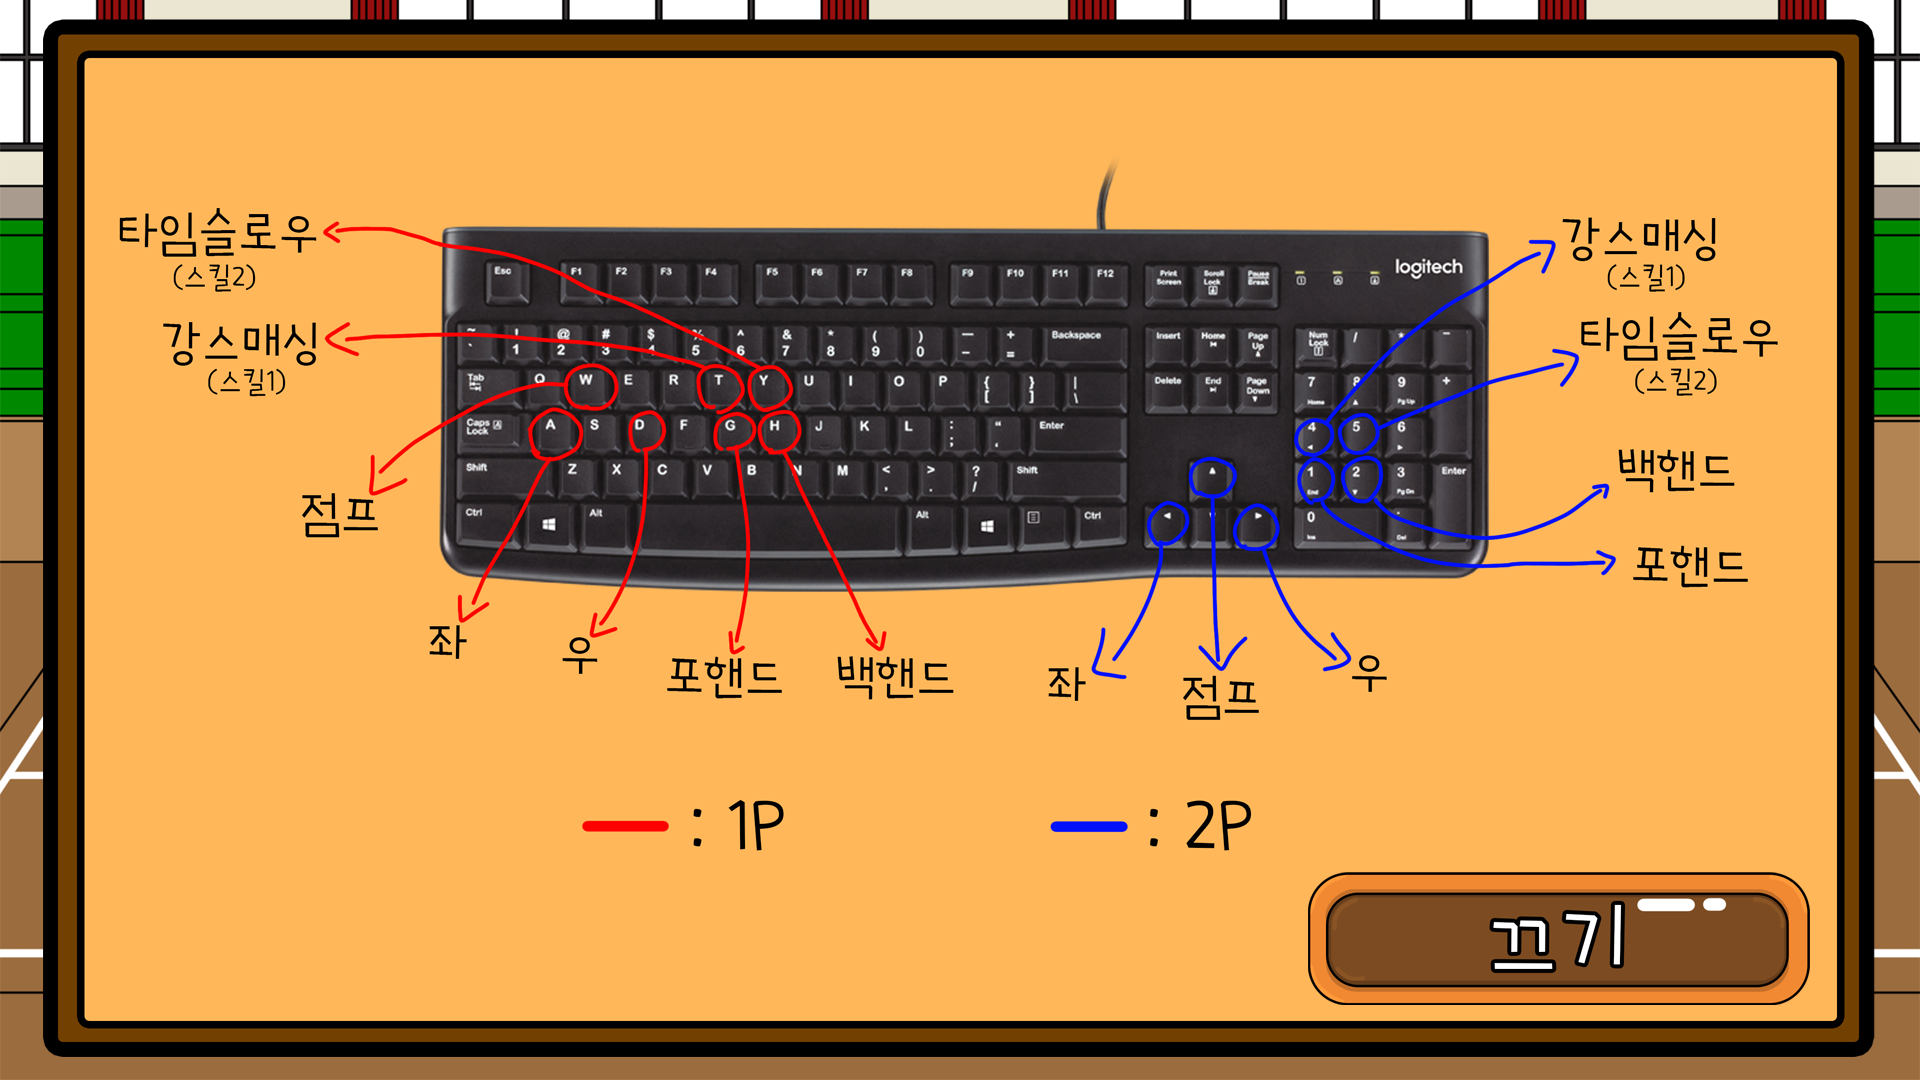 타임슬로우
(스킬2)
강스매싱
(스킬1)
점프
좌
우
포핸드
백핸드
강스매싱
(스킬1)
타임슬로우
(스킬2)
백핸드
포핸드
좌
점프
우
logitech
Esc F1 F2 F3 F4 F5 F6 F7 F8 F9 F10 F11 F12 Print Screen Scroll Lock Pause Break
~ ` ! 1 @ 2 # 3 $ 4 % 5 ^ 6 & 7 * 8 ( 9 ) 0 — - + = Backspace Insert Home Page Up Num Lock / * −
Tab Q W E R T Y U I O P { [ } ] | \ Delete End Page Down 7 Home 8 9 Pg Up +
Caps Lock A S D F G H J K L : ; " ' Enter 4 5 6
Shift Z X C V B N M < , > . ? / Shift 1 End 2 3 Pg Dn Enter
Ctrl Alt Alt Ctrl 0 Ins . Del
: 1P
: 2P
끄기